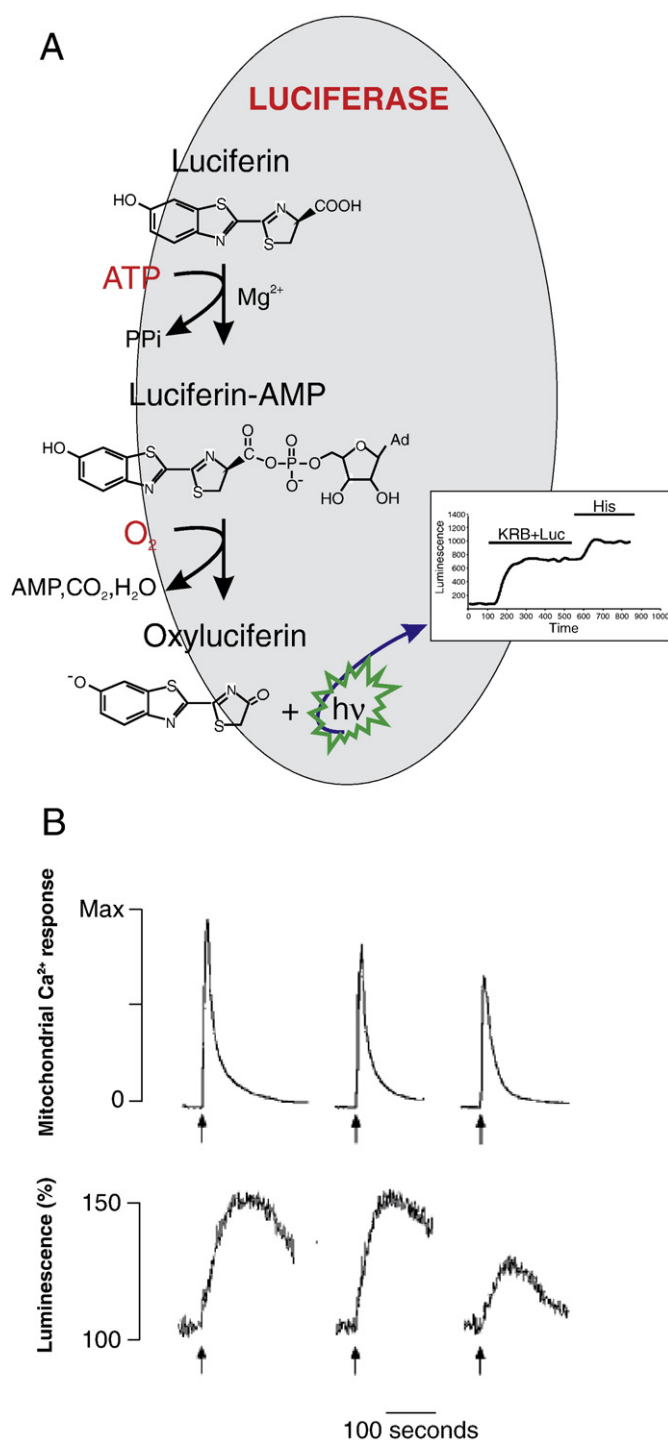 A
LUCIFERASE
Luciferin
HO
S
N
N
S
COOH
ATP
Mg²⁺
PPi
Luciferin-AMP
HO
S
N
N
S
O
C
O
O
P
O⁻
O
O
Ad
HO OH
O₂
AMP,CO₂,H₂O
Oxyluciferin
⁻O
S
N
N
S
O
+ hν
His
KRB+Luc
Luminescence
1400
1200
1000
800
600
400
200
0 100 200 300 400 500 600 700 800 900 1000
Time
B
Mitochondrial Ca²⁺ response
Max
0
Luminescence (%)
150
100
100 seconds